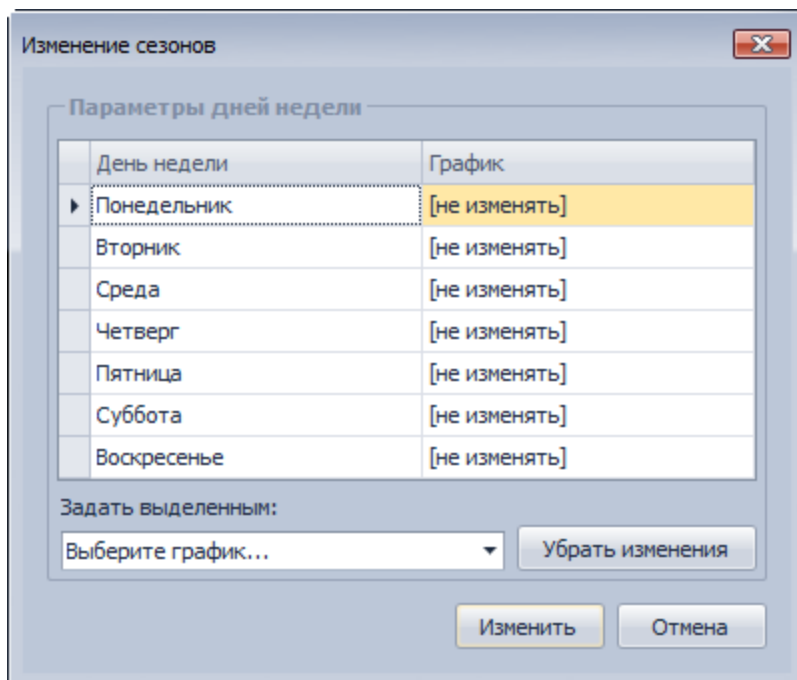 Изменение сезонов
Параметры дней недели
День недели График
Понедельник [не изменять]
Вторник [не изменять]
Среда [не изменять]
Четверг [не изменять]
Пятница [не изменять]
Суббота [не изменять]
Воскресенье [не изменять]
Задать выделенным:
Выберите график... Убрать изменения
Изменить Отмена